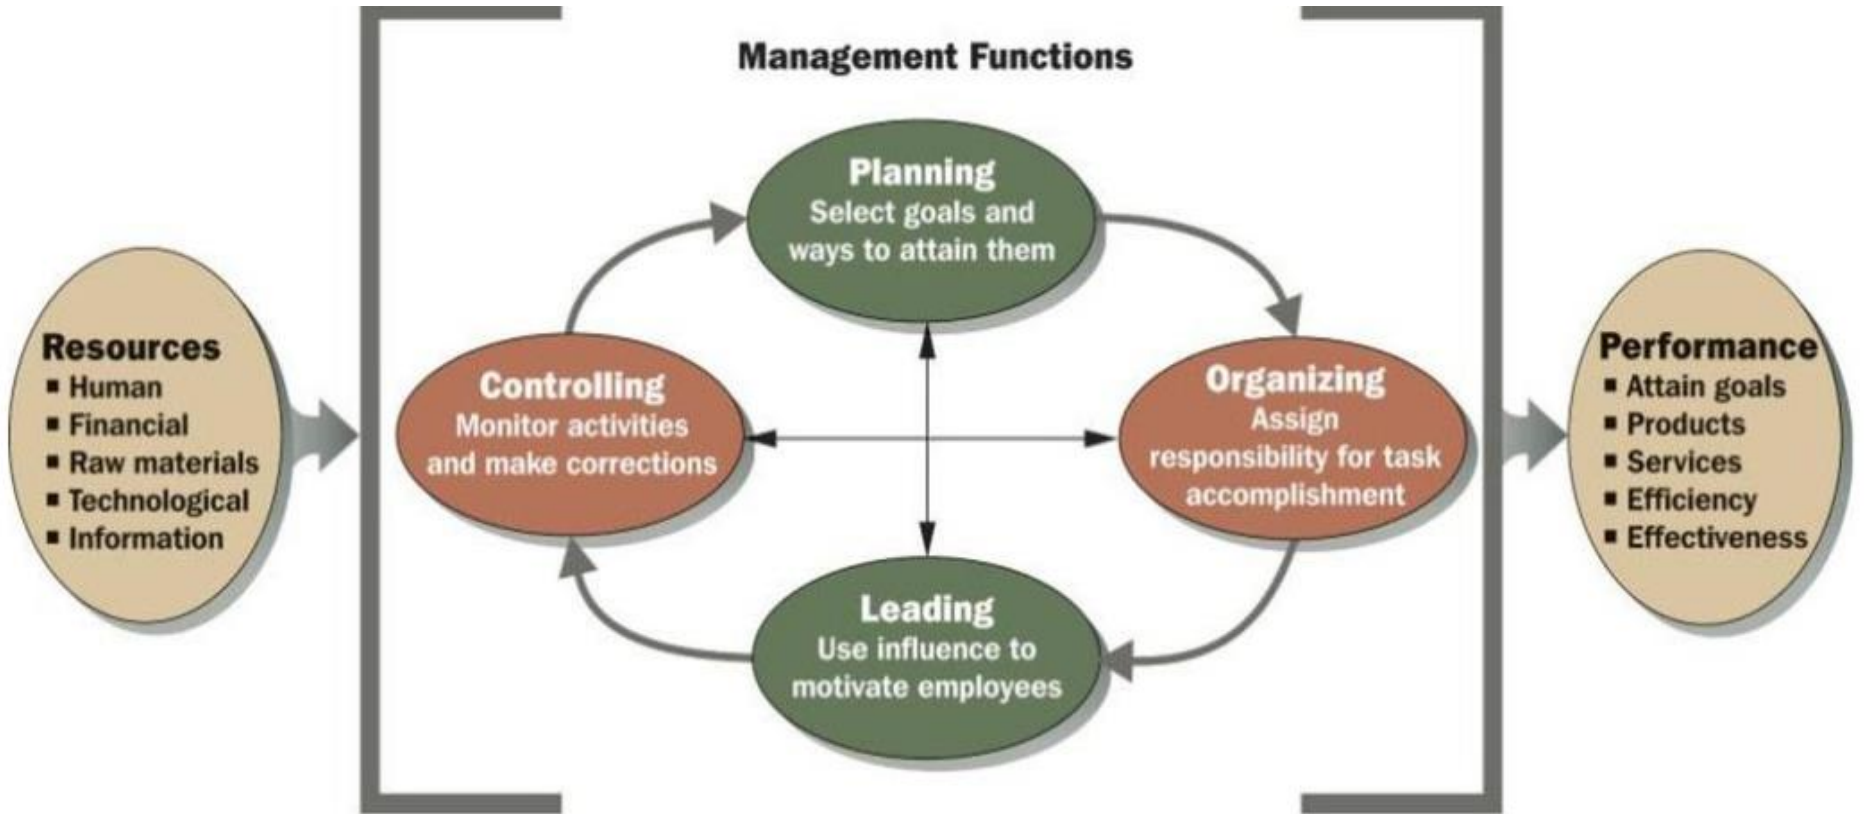 Management Functions
Planning
Select goals and
ways to attain them
Resources
▪ Human
▪ Financial
▪ Raw materials
▪ Technological
▪ Information
Controlling
Monitor activities
and make corrections
Organizing
Assign
responsibility for task
accomplishment
Leading
Use influence to
motivate employees
Performance
▪ Attain goals
▪ Products
▪ Services
▪ Efficiency
▪ Effectiveness